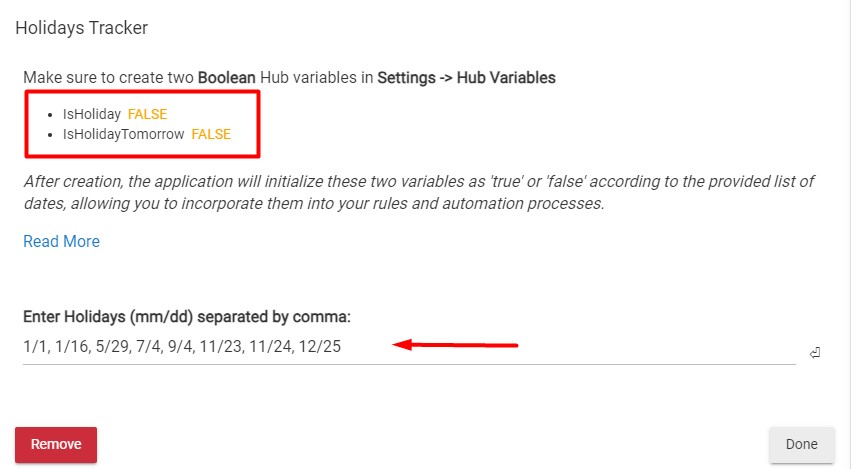 Holidays Tracker
Make sure to create two Boolean Hub variables in Settings -> Hub Variables
• IsHoliday FALSE
• IsHolidayTomorrow FALSE
After creation, the application will initialize these two variables as 'true' or 'false' according to the provided list of
dates, allowing you to incorporate them into your rules and automation processes.
Read More
Enter Holidays (mm/dd) separated by comma:
1/1, 1/16, 5/29, 7/4, 9/4, 11/23, 11/24, 12/25
Remove
Done